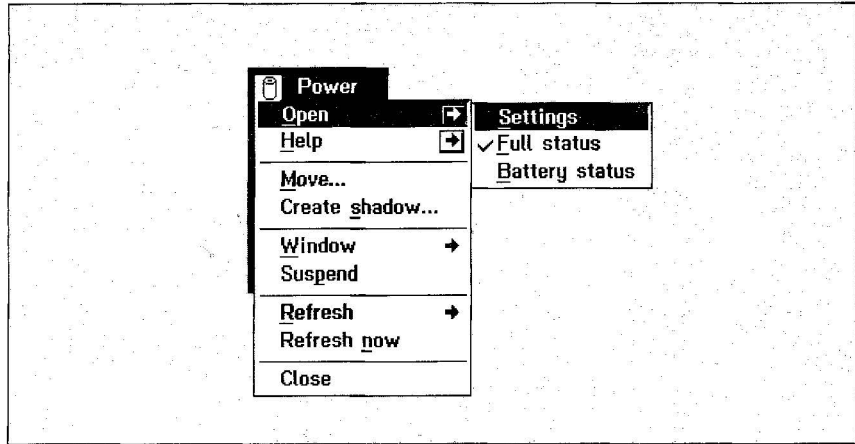 Power
Open
Help
Move...
Create shadow...
Window
Suspend
Refresh
Refresh now
Close
Settings
✓Full status
Battery status